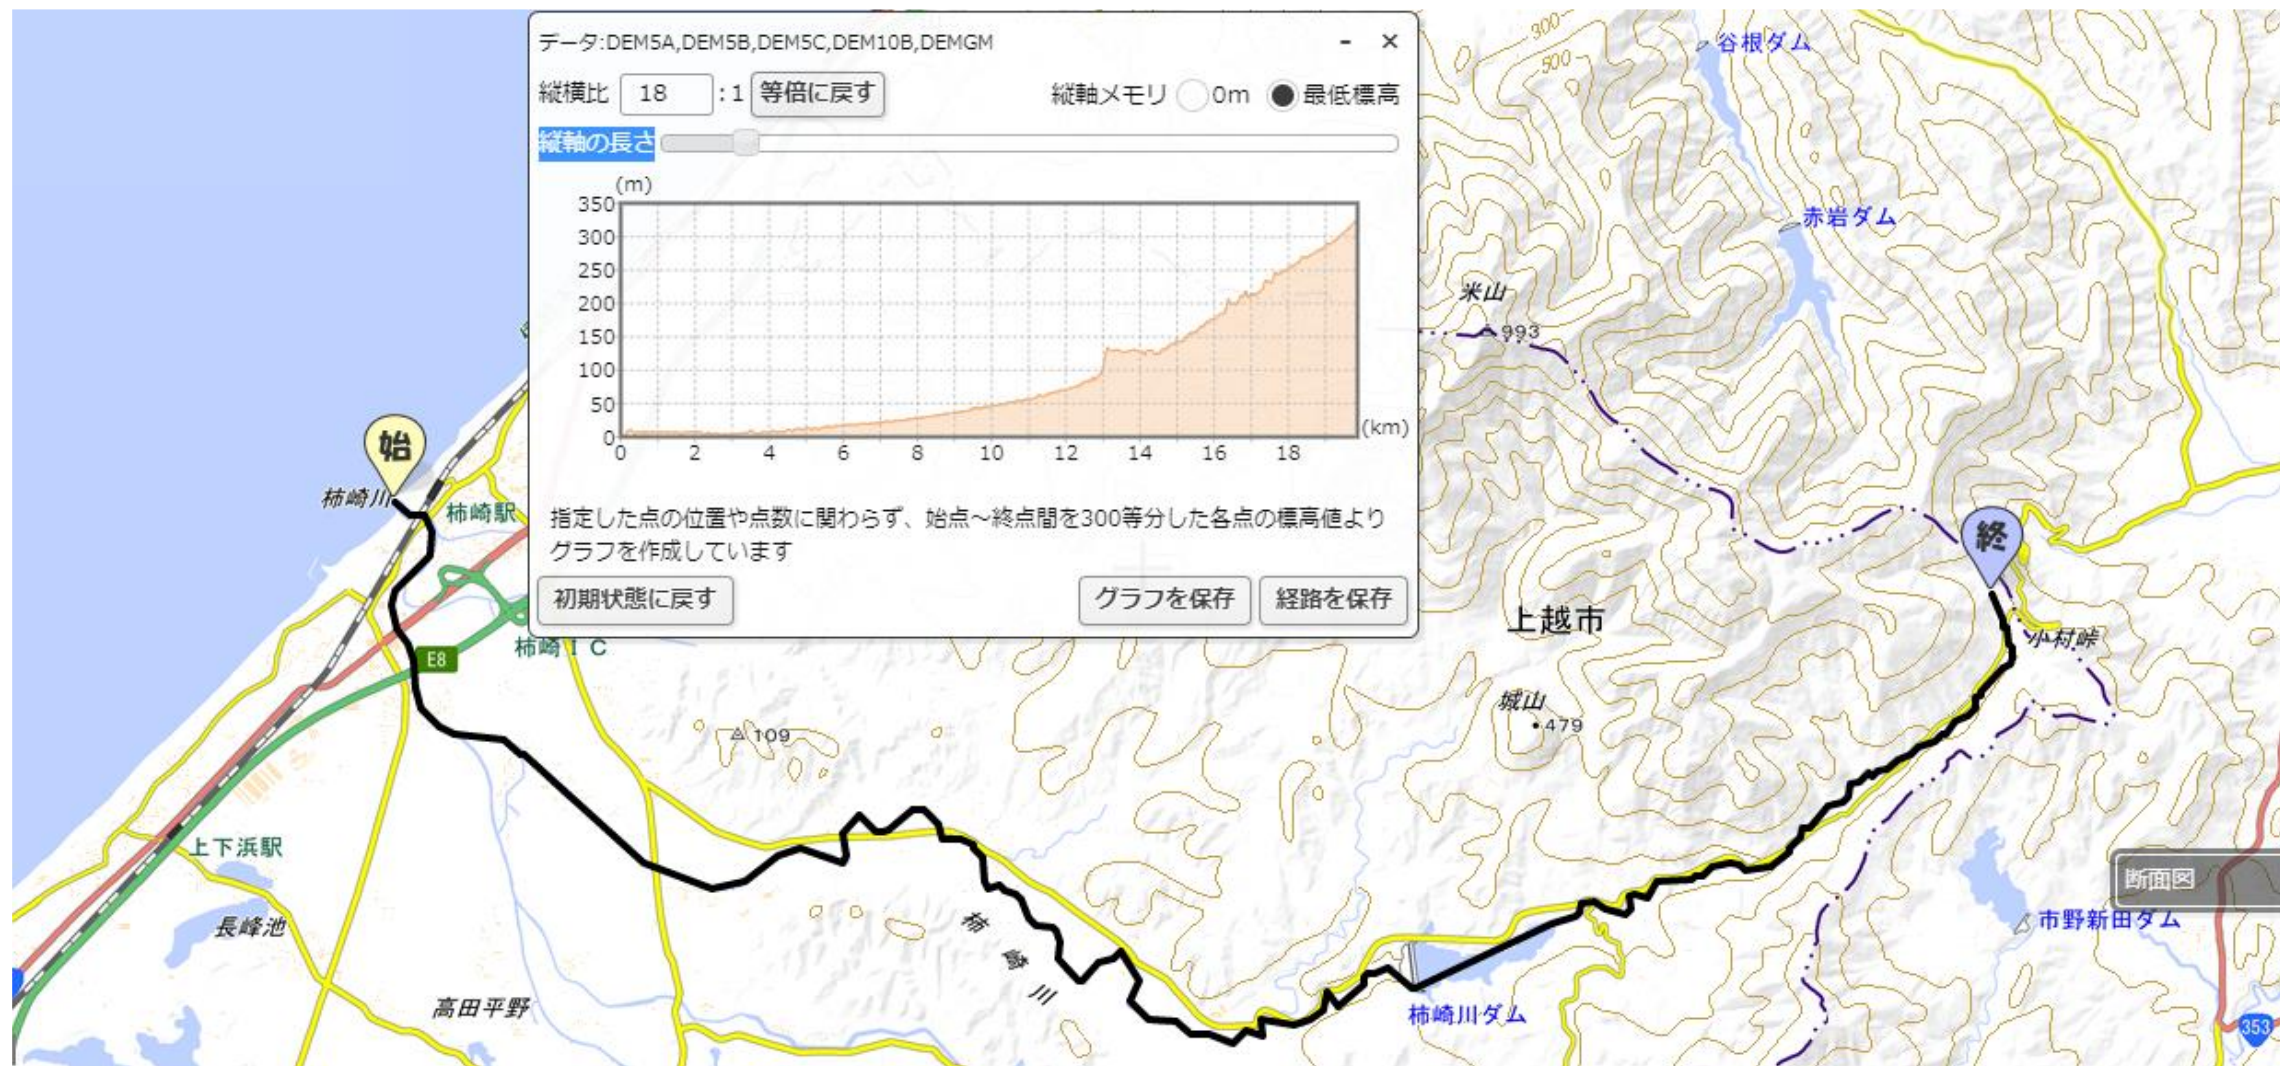 データ:DEM5A,DEM5B,DEM5C,DEM10B,DEMGM - ×
縦横比 18 :1 等倍に戻す 縦軸メモリ 0m 最低標高
縦軸の長さ
(m)
350
300
250
200
150
100
50
0
0 2 4 6 8 10 12 14 16 18
(km)
指定した点の位置や点数に関わらず、始点～終点間を300等分した各点の標高値より
グラフを作成しています
初期状態に戻す グラフを保存 経路を保存
300
500
谷根ダム
赤岩ダム
米山
993
始
柿崎川
柿崎駅
終
上越市
小村峠
柿崎IC
E8
城山
479
109
上下浜駅
断面図
長峰池
柿崎川
市野新田ダム
高田平野
柿崎川ダム
353